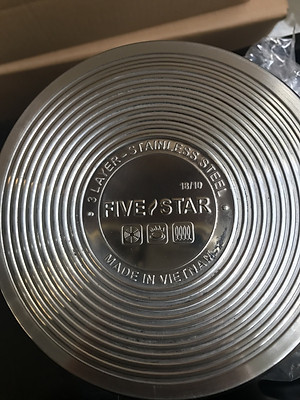 3 LAYER - STAINLESS STEEL
18/10
FIVE STAR
MADE IN VIETNAM